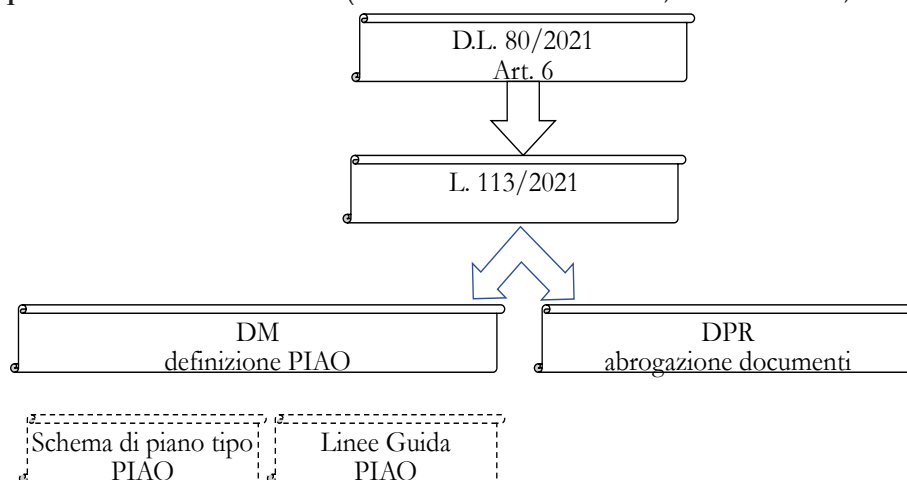 D.L. 80/2021
Art. 6
L. 113/2021
DM
definizione PIAO
DPR
abrogazione documenti
Schema di piano tipo
PIAO
Linee Guida
PIAO